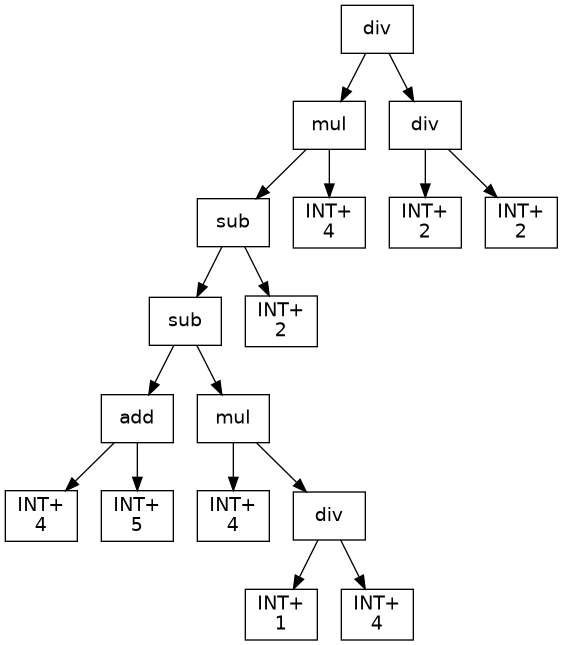 div
mul
div
sub
INT+
4
INT+
2
INT+
2
sub
INT+
2
add
mul
INT+
4
INT+
5
INT+
4
div
INT+
1
INT+
4